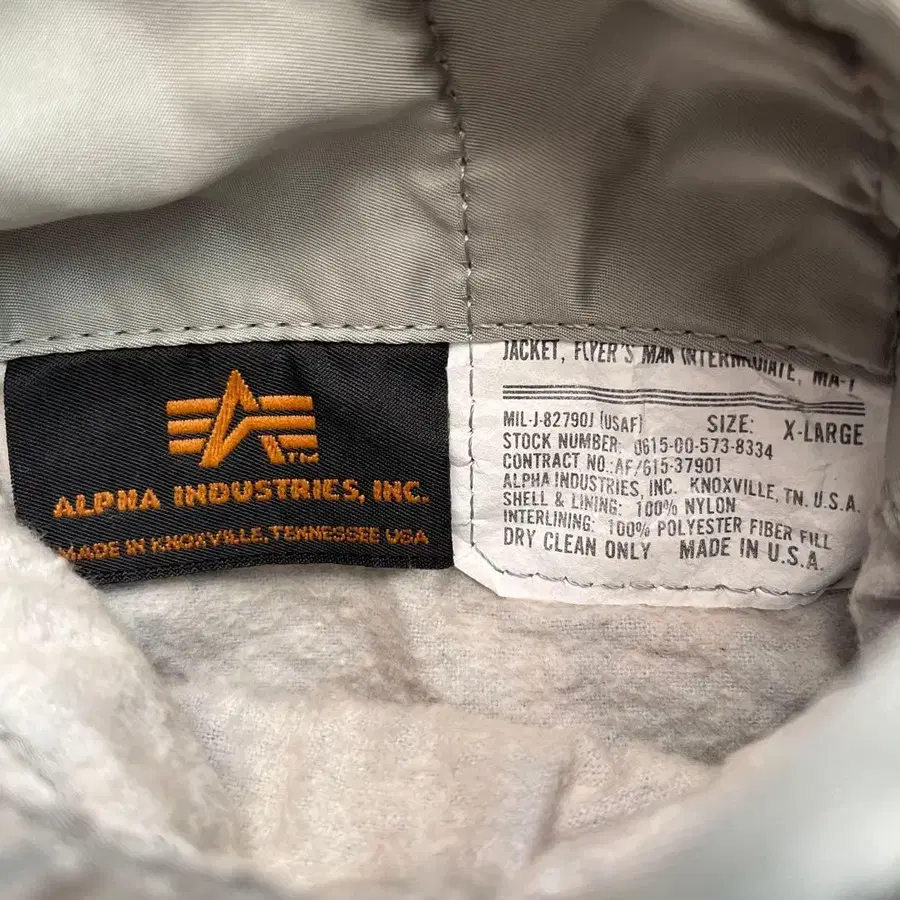 TM
ALPHA INDUSTRIES, INC.
MADE IN KNOXVILLE, TENNESSEE USA
JACKET, FLYER'S MAN INTERMEDIATE, MA-1
MIL-J-82790J (USAF) SIZE: X-LARGE
STOCK NUMBER: 0615-00-573-8334
CONTRACT NO.:AF/615-37901
ALPHA INDUSTRIES, INC. KNOXVILLE, TN. U.S.A.
SHELL & LINING: 100% NYLON
INTERLINING: 100% POLYESTER FIBER FILL
DRY CLEAN ONLY MADE IN U.S.A.